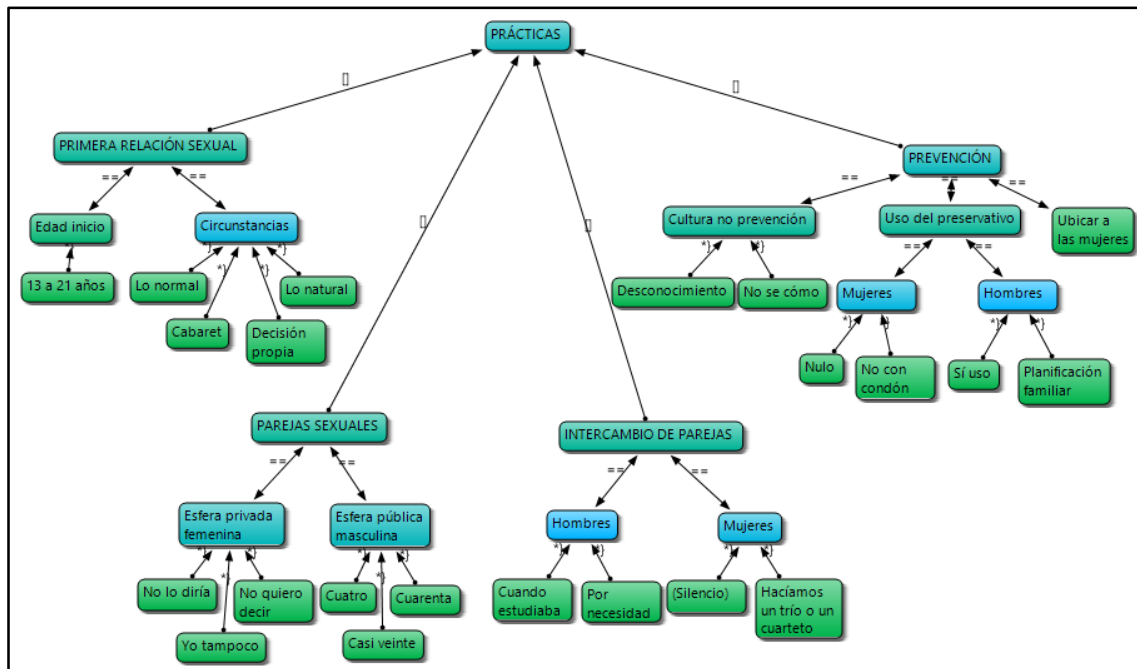 PRÁCTICAS
[]
[]
[]
[]
PRIMERA RELACIÓN SEXUAL
==
==
Edad inicio
Circunstancias
*}
*}
*}
*}
*}
13 a 21 años
Lo normal
Lo natural
Cabaret
Decisión
propia
PREVENCIÓN
==
==
==
Cultura no prevención
Uso del preservativo
Ubicar a
las mujeres
*}
*}
==
==
Desconocimiento
No se cómo
Mujeres
Hombres
*}
*}
*}
*}
Nulo
No con
condón
Sí uso
Planificación
familiar
PAREJAS SEXUALES
==
==
Esfera privada
femenina
Esfera pública
masculina
*}
*}
*}
*}
*}
*}
No lo diría
No quiero
decir
Cuatro
Cuarenta
Yo tampoco
Casi veinte
INTERCAMBIO DE PAREJAS
==
==
Hombres
Mujeres
*}
*}
*}
*}
Cuando
estudiaba
Por
necesidad
(Silencio)
Hacíamos
un trío o un
cuarteto